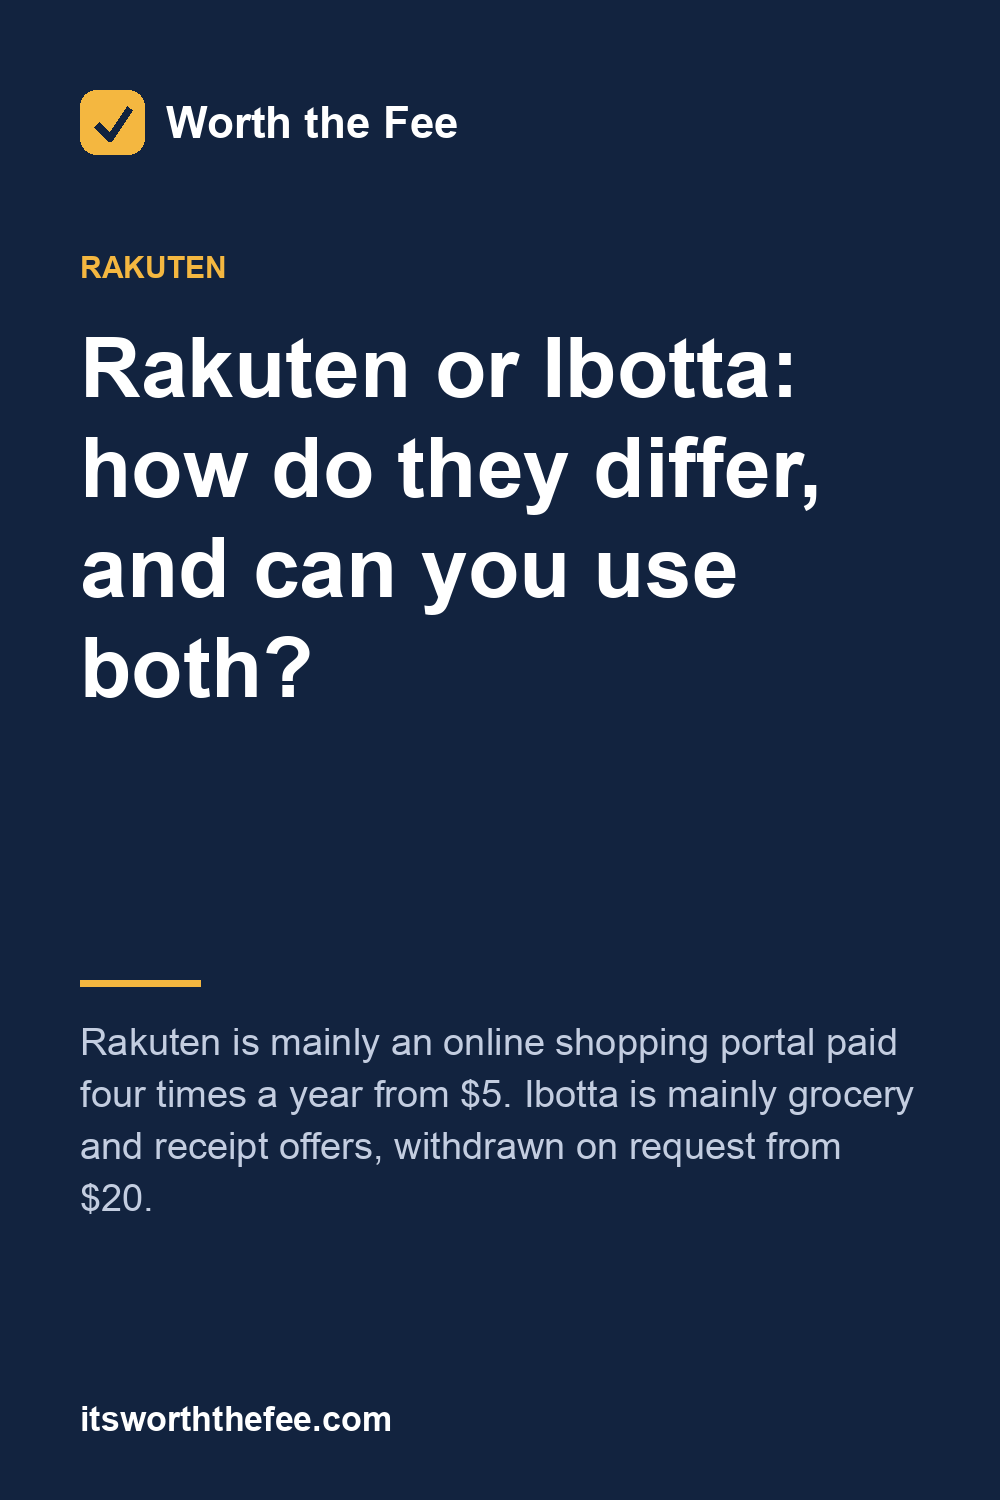 Worth the Fee
RAKUTEN
Rakuten or Ibotta:
how do they differ,
and can you use
both?
Rakuten is mainly an online shopping portal paid
four times a year from $5. Ibotta is mainly grocery
and receipt offers, withdrawn on request from
$20.
itsworththefee.com